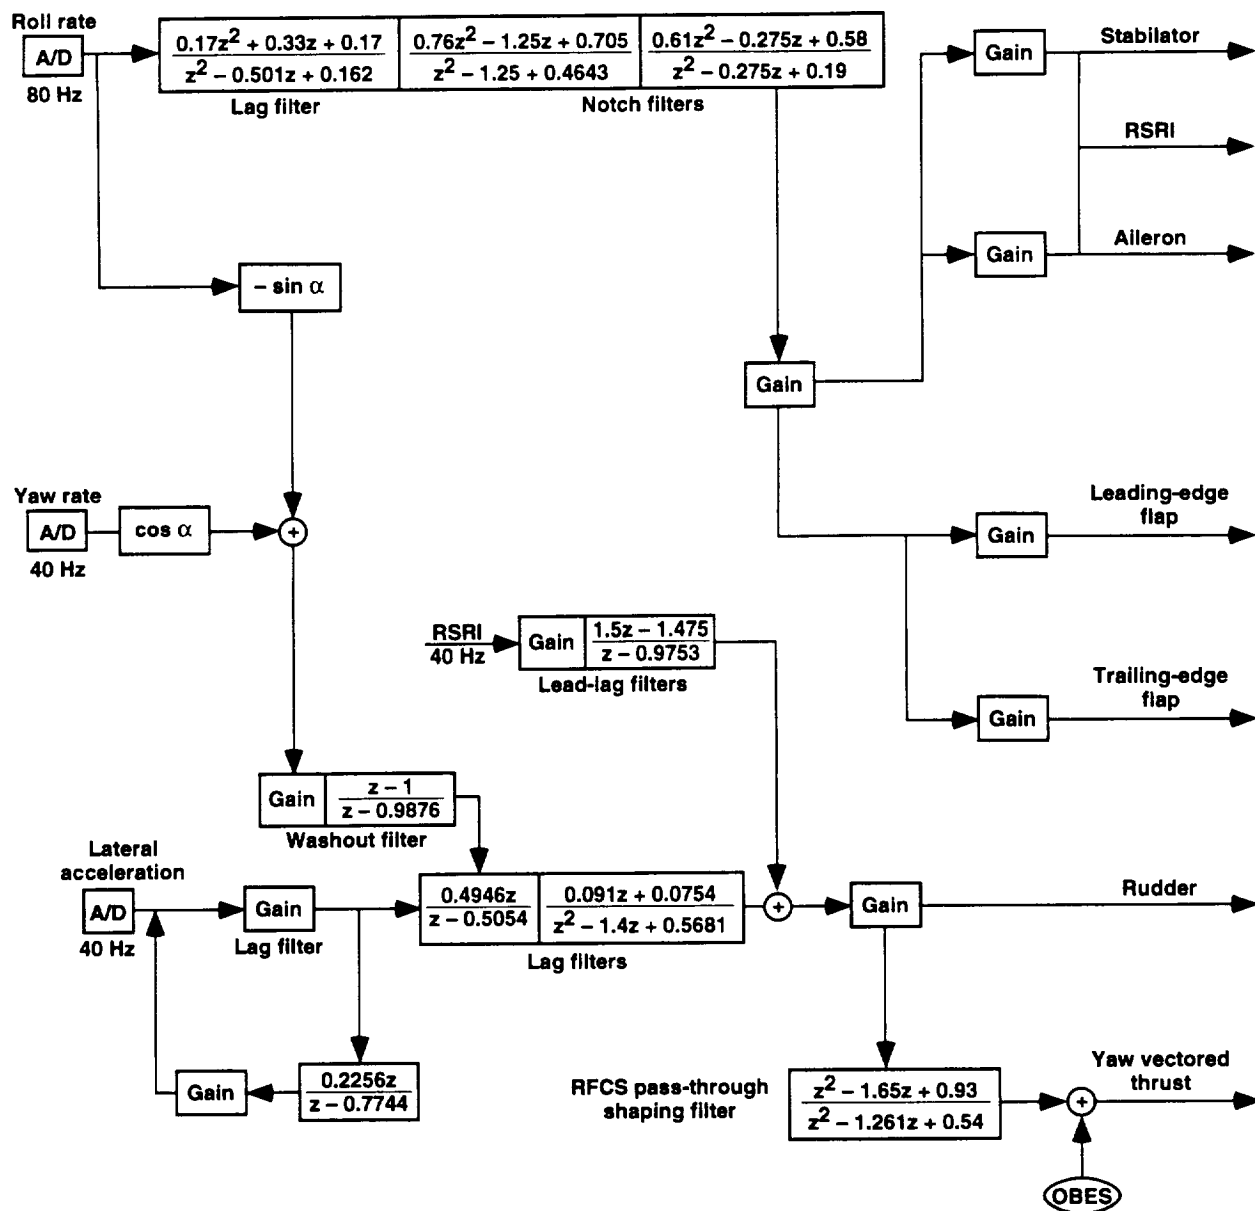 Roll rate
A/D
80 Hz
0.17z² + 0.33z + 0.17
z² – 0.501z + 0.162
0.76z² – 1.25z + 0.705
z² – 1.25 + 0.4643
0.61z² – 0.275z + 0.58
z² – 0.275z + 0.19
Lag filter
Notch filters
Gain
Stabilator
RSRI
Gain
Aileron
– sin α
Gain
Yaw rate
A/D
40 Hz
cos α
+
Gain
Leading-edge
flap
RSRI
40 Hz
Gain
1.5z – 1.475
z – 0.9753
Lead-lag filters
Gain
Trailing-edge
flap
Gain
z – 1
z – 0.9876
Washout filter
Lateral
acceleration
A/D
40 Hz
Gain
Lag filter
0.4946z
z – 0.5054
0.091z + 0.0754
z² – 1.4z + 0.5681
Lag filters
+
Gain
Rudder
Gain
0.2256z
z – 0.7744
RFCS pass-through
shaping filter
z² – 1.65z + 0.93
z² – 1.261z + 0.54
+
Yaw vectored
thrust
OBES